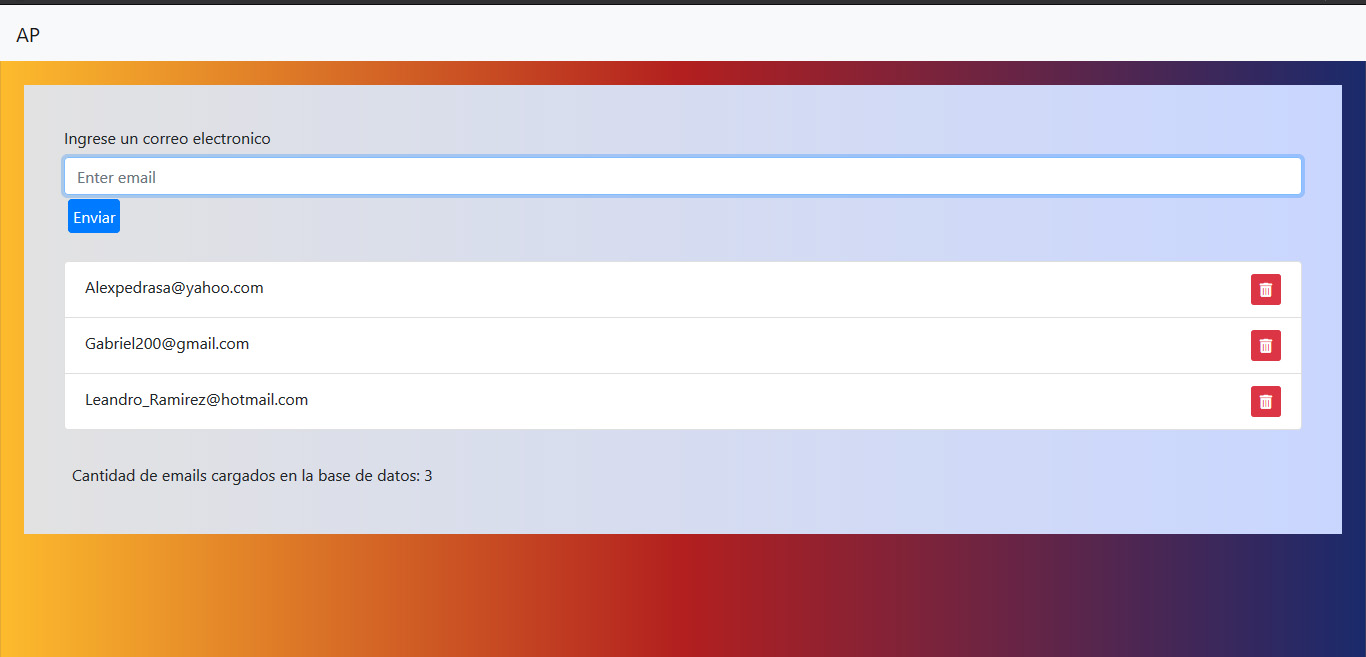 AP
Ingrese un correo electronico
Enter email
Enviar
Alexpedrasa@yahoo.com
Gabriel200@gmail.com
Leandro_Ramirez@hotmail.com
Cantidad de emails cargados en la base de datos: 3